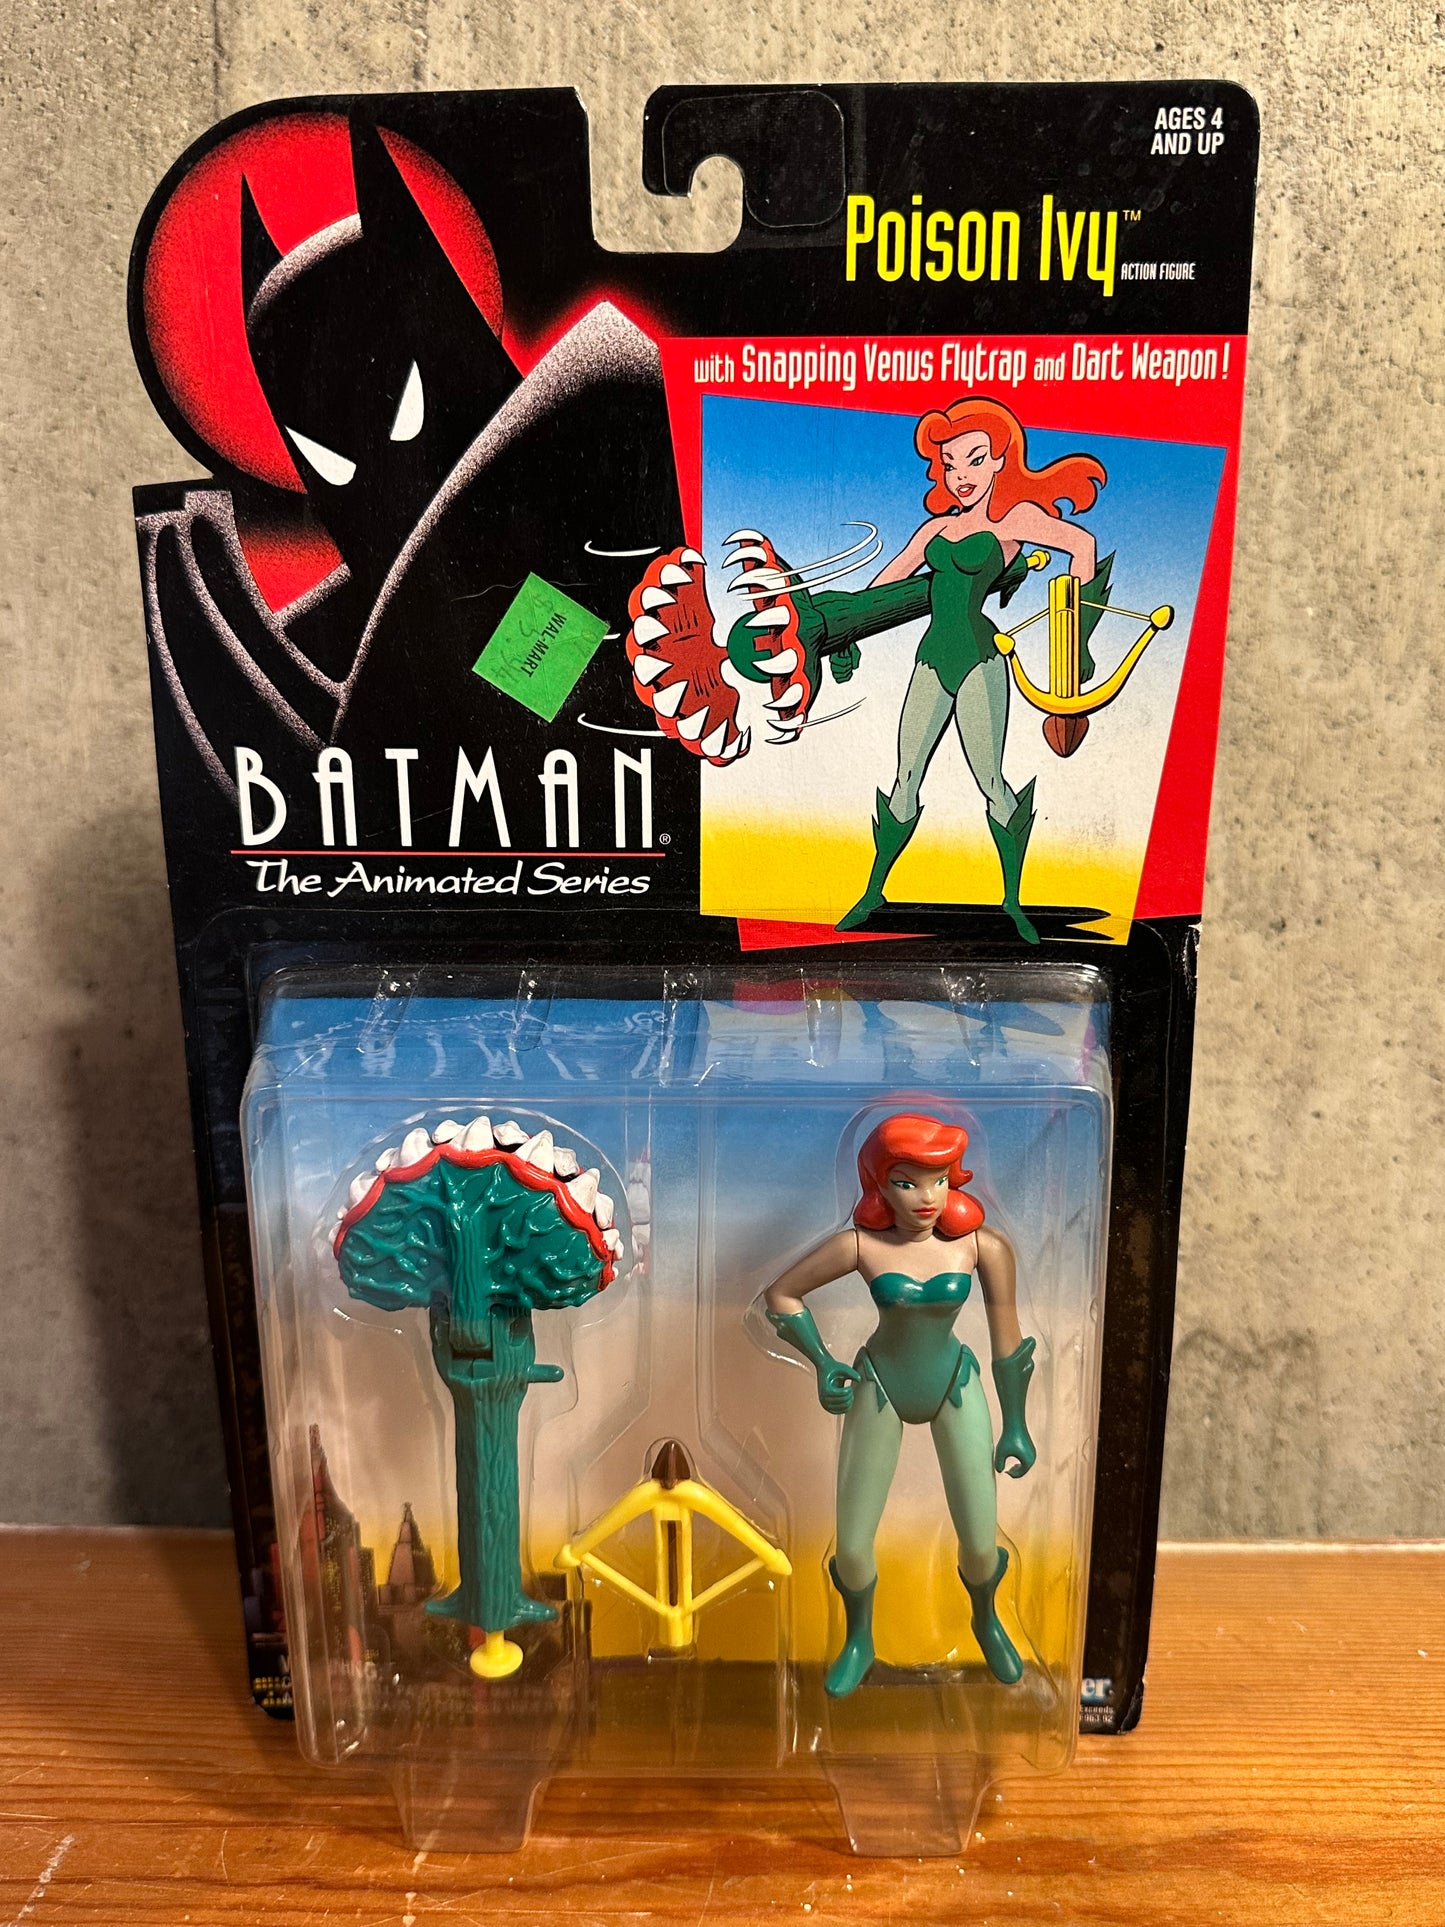 AGES 4
AND UP
Poison Ivy™
ACTION FIGURE
with Snapping Venus Flytrap and Dart Weapon!
WAL-MART
BATMAN®
The Animated Series
er.